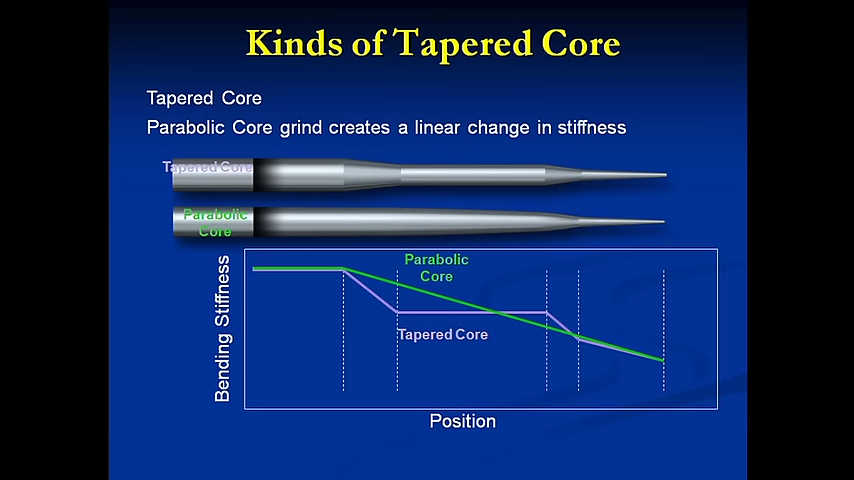 Kinds of Tapered Core
Tapered Core
Parabolic Core grind creates a linear change in stiffness
Tapered Core
Parabolic
Core
Parabolic
Core
Tapered Core
Bending Stiffness
Position